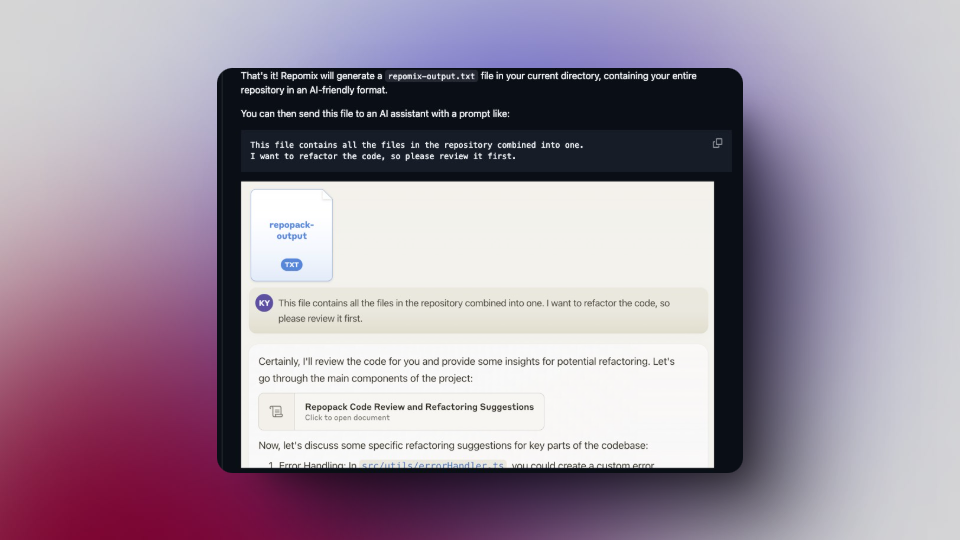 That's it! Repomix will generate a repomix-output.txt file in your current directory, containing your entire
repository in an AI-friendly format.
You can then send this file to an AI assistant with a prompt like:
This file contains all the files in the repository combined into one.
I want to refactor the code, so please review it first.
repopack-
output
TXT
KY This file contains all the files in the repository combined into one. I want to refactor the code, so
please review it first.
Certainly, I'll review the code for you and provide some insights for potential refactoring. Let's
go through the main components of the project:
Repopack Code Review and Refactoring Suggestions
Click to open document
Now, let's discuss some specific refactoring suggestions for key parts of the codebase:
1. Error Handling: In src/utils/errorHandler.ts, you could create a custom error